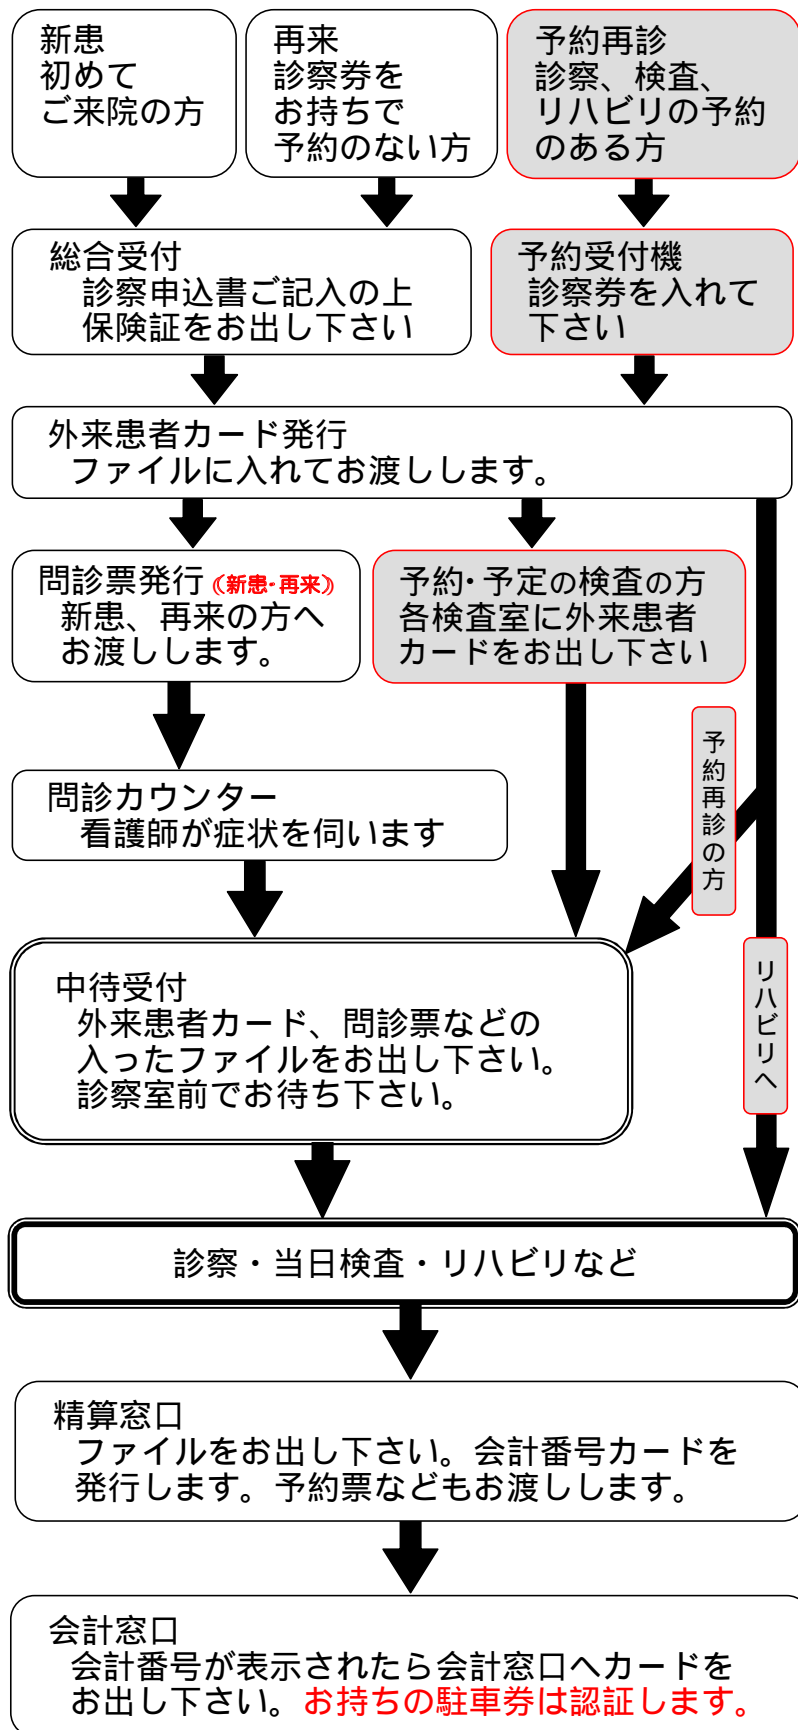 新患
初めて
ご来院の方
再来
診察券を
お持ちで
予約のない方
予約再診
診察、検査、
リハビリの予約
のある方
総合受付
診察申込書ご記入の上
保険証をお出し下さい
予約受付機
診察券を入れて
下さい
外来患者カード発行
ファイルに入れてお渡しします。
問診票発行《新患・再来》
新患、再来の方へ
お渡しします。
予約・予定の検査の方
各検査室に外来患者
カードをお出し下さい
予約再診の方
問診カウンター
看護師が症状を伺います
リハビリへ
中待受付
外来患者カード、問診票などの
入ったファイルをお出し下さい。
診察室前でお待ち下さい。
診察・当日検査・リハビリなど
精算窓口
ファイルをお出し下さい。会計番号カードを
発行します。予約票などもお渡しします。
会計窓口
会計番号が表示されたら会計窓口へカードを
お出し下さい。お持ちの駐車券は認証します。